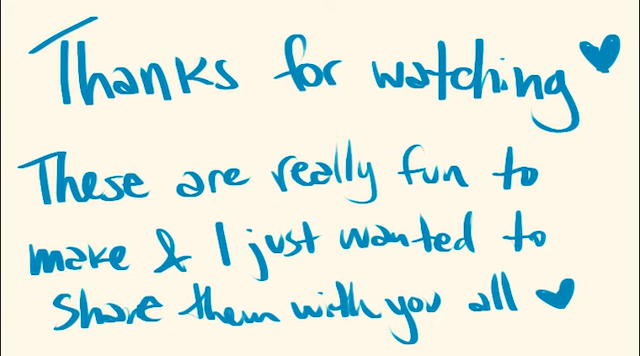 Thanks for watching ♥
These are really fun to
make & I just wanted to
share them with you all ♥